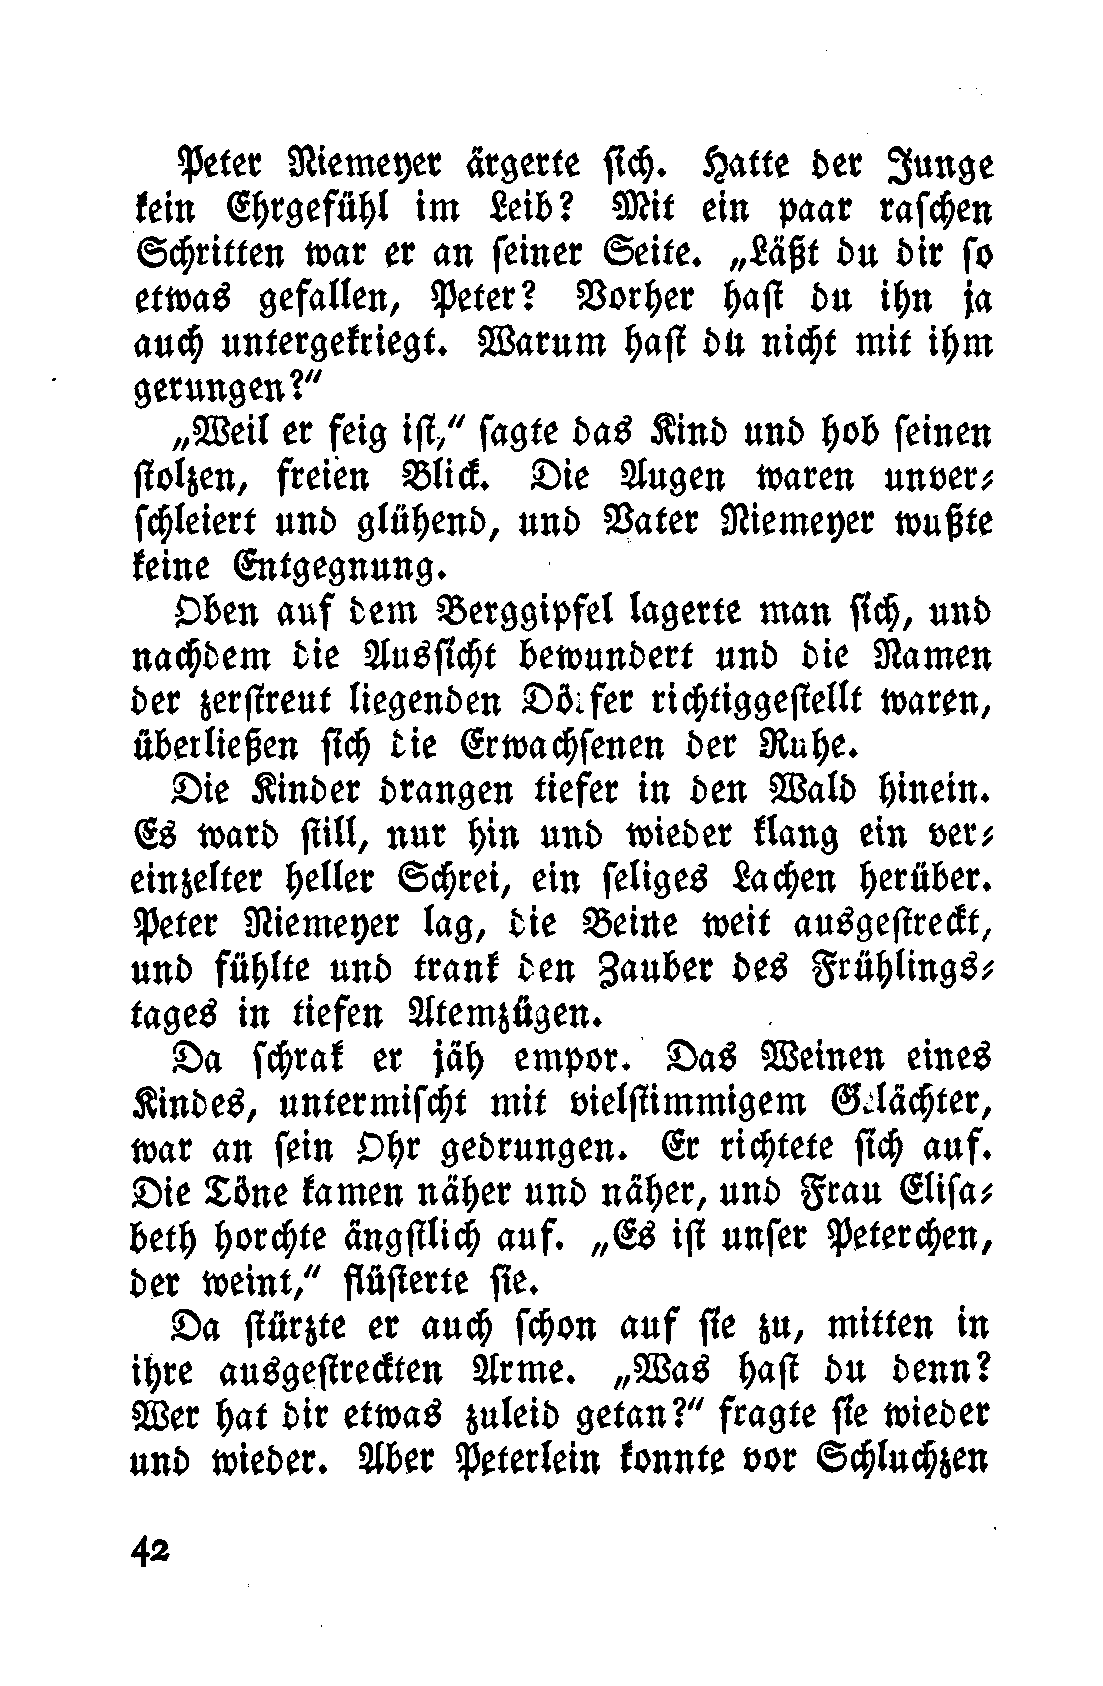 Peter Niemeyer ärgerte sich. Hatte der Junge
kein Ehrgefühl im Leib? Mit ein paar raschen
Schritten war er an seiner Seite. „Läßt du dir so
etwas gefallen, Peter? Vorher hast du ihn ja
auch untergekriegt. Warum hast du nicht mit ihm
gerungen?“
„Weil er feig ist,“ sagte das Kind und hob seinen
stolzen, freien Blick. Die Augen waren unver-
schleiert und glühend, und Vater Niemeyer wußte
keine Entgegnung.
Oben auf dem Berggipfel lagerte man sich, und
nachdem die Aussicht bewundert und die Namen
der zerstreut liegenden Dörfer richtiggestellt waren,
überließen sich die Erwachsenen der Ruhe.
Die Kinder drangen tiefer in den Wald hinein.
Es ward still, nur hin und wieder klang ein ver-
einzelter heller Schrei, ein seliges Lachen herüber.
Peter Niemeyer lag, die Beine weit ausgestreckt,
und fühlte und trank den Zauber des Frühlings-
tages in tiefen Atemzügen.
Da schrak er jäh empor. Das Weinen eines
Kindes, untermischt mit vielstimmigem Gelächter,
war an sein Ohr gedrungen. Er richtete sich auf.
Die Töne kamen näher und näher, und Frau Elisa-
beth horchte ängstlich auf. „Es ist unser Peterchen,
der weint,“ flüsterte sie.
Da stürzte er auch schon auf sie zu, mitten in
ihre ausgestreckten Arme. „Was hast du denn?
Wer hat dir etwas zuleid getan?“ fragte sie wieder
und wieder. Aber Peterlein konnte vor Schluchzen
42